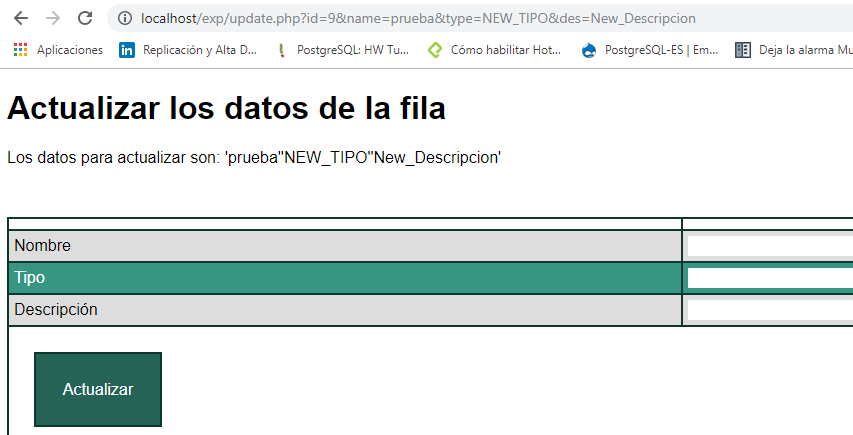 localhost/exp/update.php?id=9&name=prueba&type=NEW_TIPO&des=New_Descripcion
Aplicaciones Replicación y Alta D... PostgreSQL: HW Tu... Cómo habilitar Hot... PostgreSQL-ES | Em... Deja la alarma Mu
Actualizar los datos de la fila
Los datos para actualizar son: 'prueba''NEW_TIPO''New_Descripcion'
Nombre
Tipo
Descripción
Actualizar